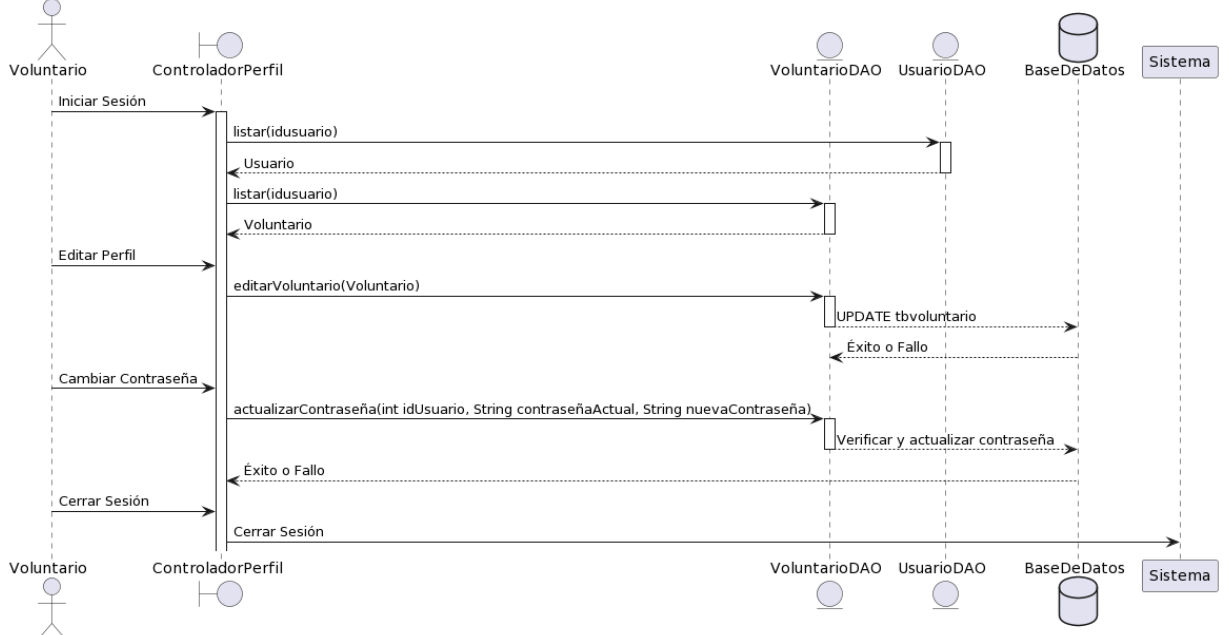 Voluntario
ControladorPerfil
VoluntarioDAO
UsuarioDAO
BaseDeDatos
Sistema
Iniciar Sesión
listar(idusuario)
Usuario
listar(idusuario)
Voluntario
Editar Perfil
editarVoluntario(Voluntario)
UPDATE tbvoluntario
Éxito o Fallo
Cambiar Contraseña
actualizarContraseña(int idUsuario, String contraseñaActual, String nuevaContraseña)
Verificar y actualizar contraseña
Éxito o Fallo
Cerrar Sesión
Cerrar Sesión
Voluntario
ControladorPerfil
VoluntarioDAO
UsuarioDAO
BaseDeDatos
Sistema